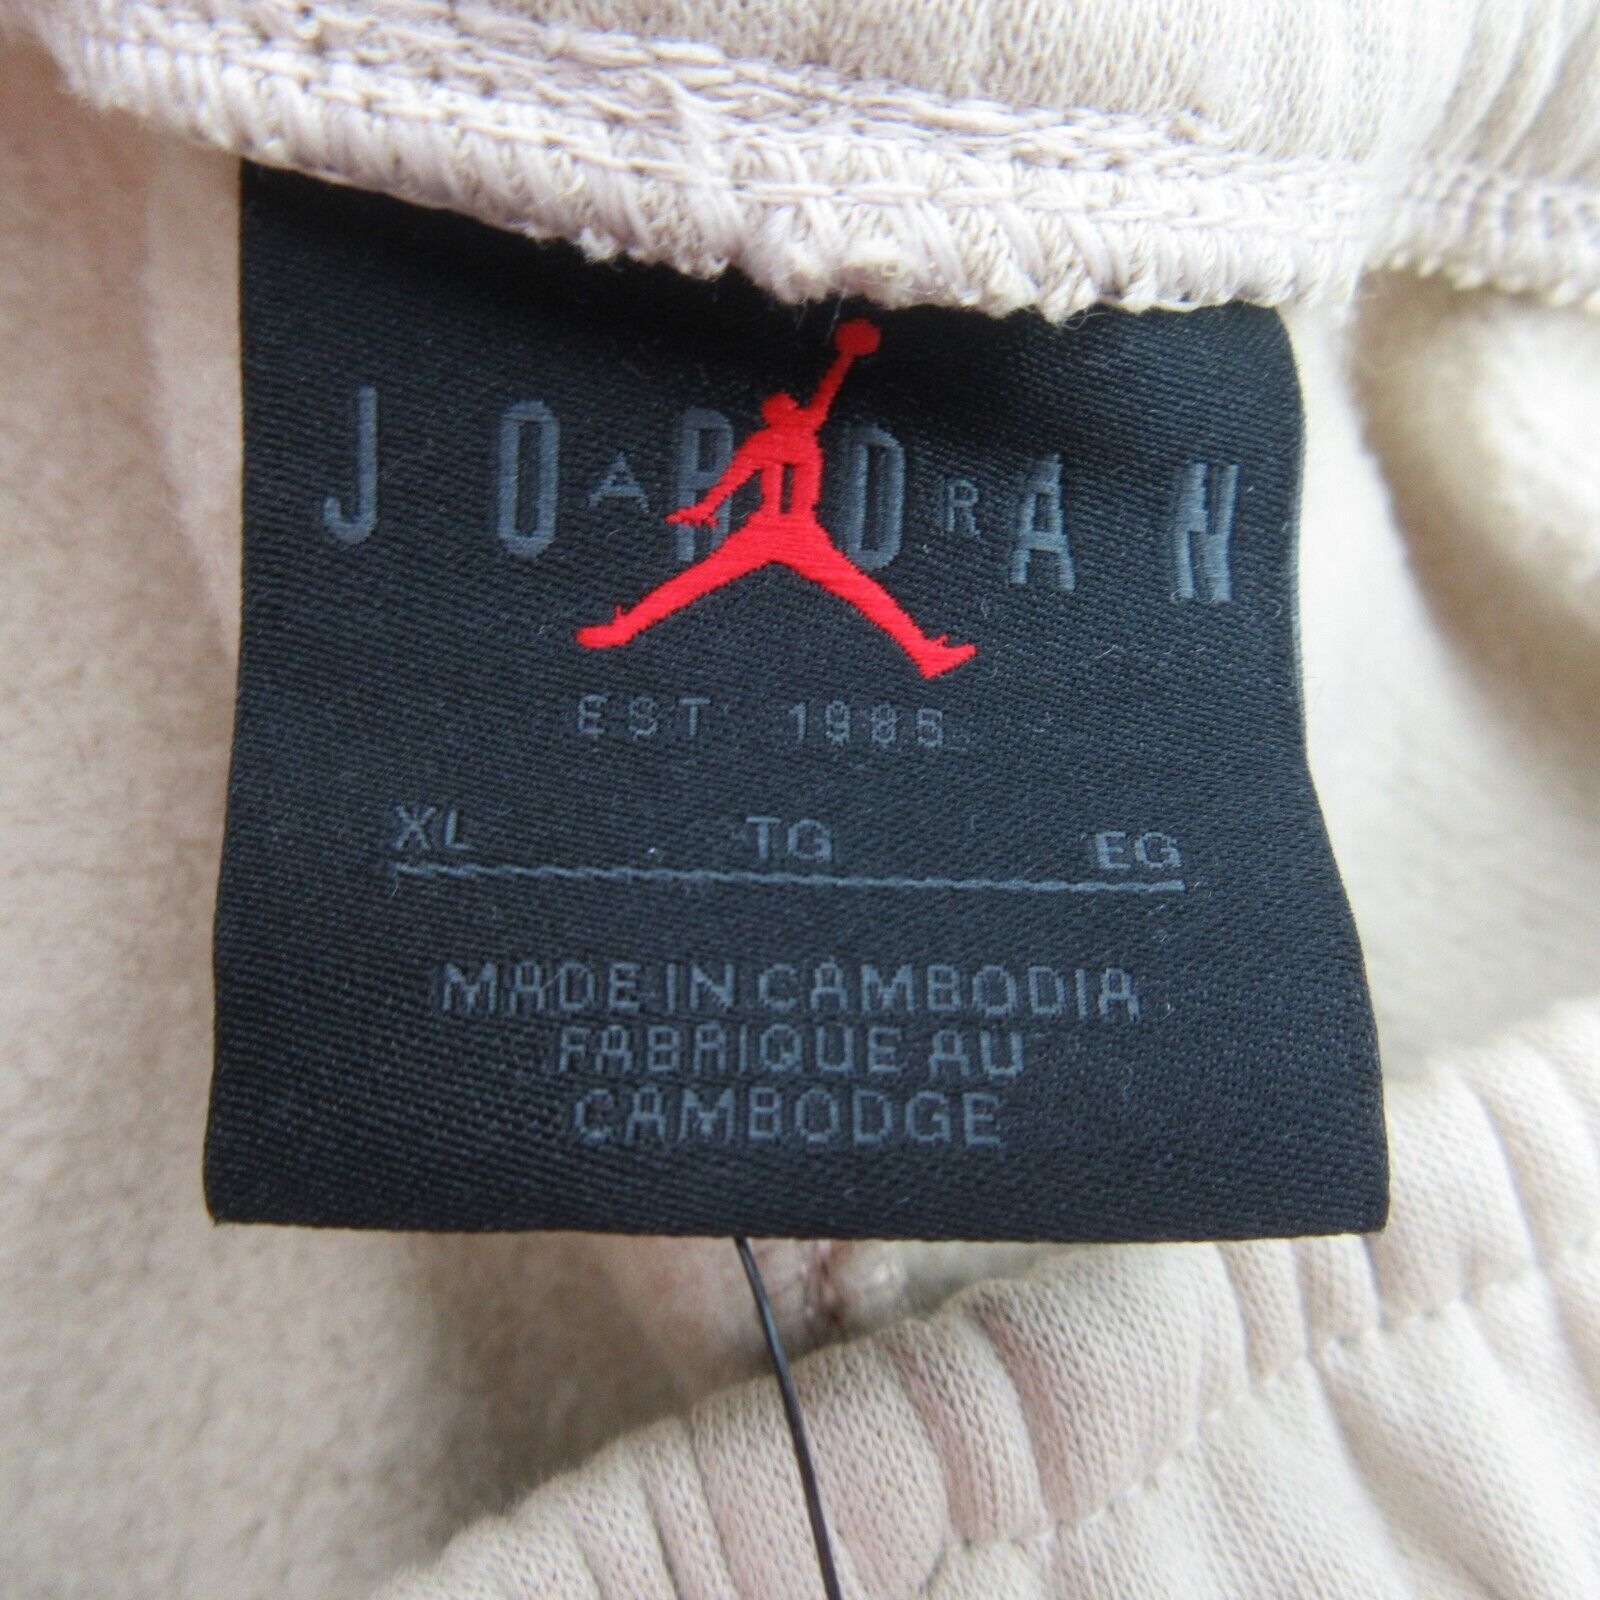 JORDAN
AIR
EST 1985
XL TG EG
MADE IN CAMBODIA
FABRIQUE AU
CAMBODGE